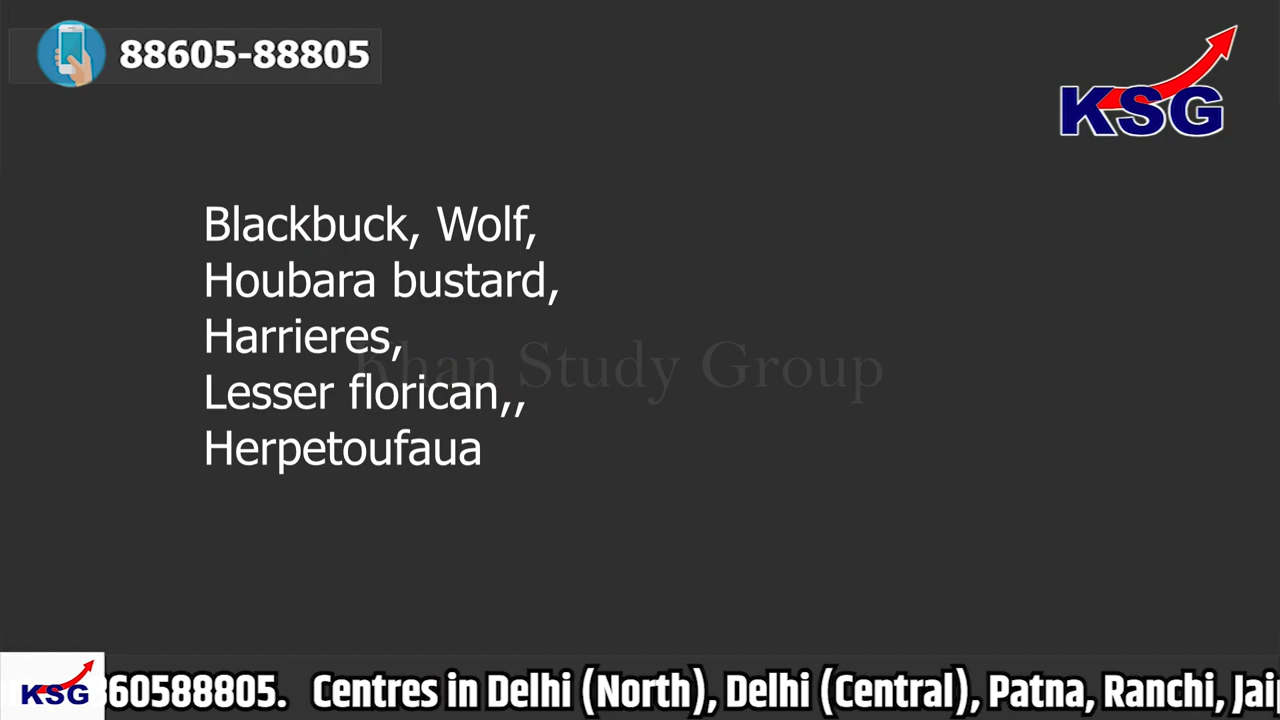 88605-88805
KSG
Blackbuck, Wolf,
Houbara bustard,
Harrieres,
Khan Study Group
Lesser florican,,
Herpetoufaua
KSG
60588805. Centres in Delhi (North), Delhi (Central), Patna, Ranchi,